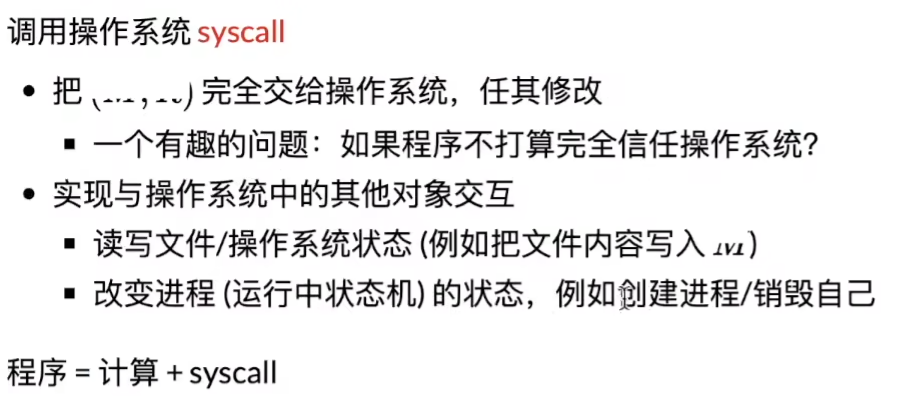 调用操作系统 syscall
把 完全交给操作系统，任其修改
一个有趣的问题：如果程序不打算完全信任操作系统？
实现与操作系统中的其他对象交互
读写文件/操作系统状态 (例如把文件内容写入 M)
改变进程 (运行中状态机) 的状态，例如创建进程/销毁自己
程序 = 计算 + syscall